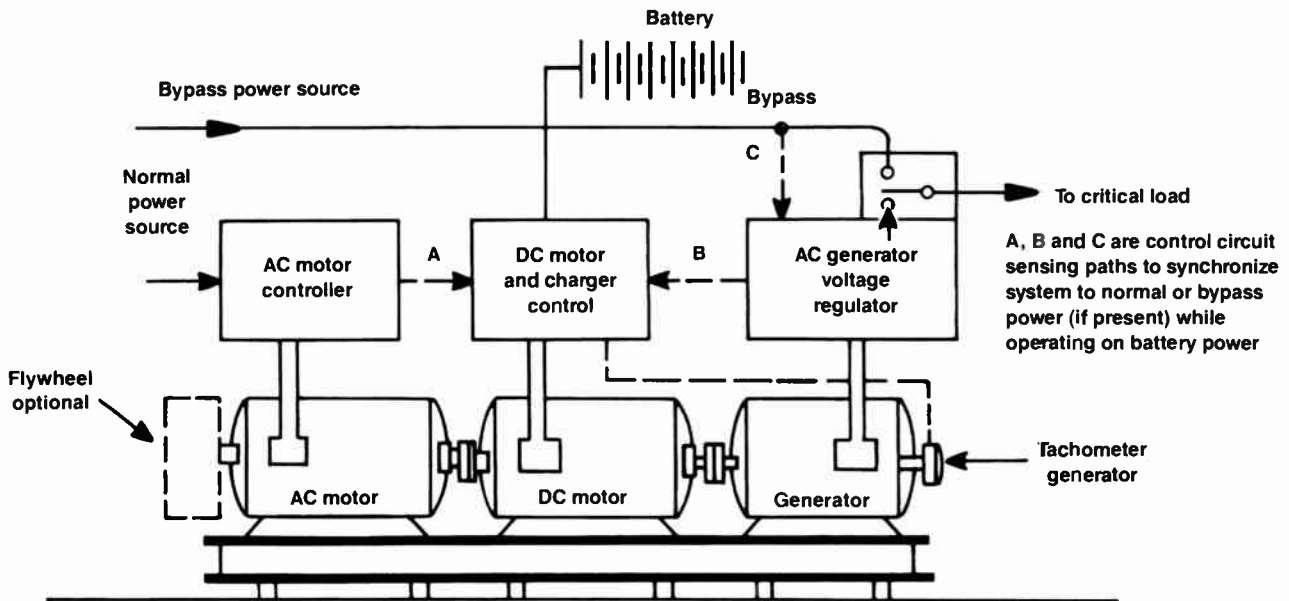 Battery
Bypass power source
Bypass
C
Normal
power
source
To critical load
AC motor
controller
A
DC motor
and charger
control
B
AC generator
voltage
regulator
A, B and C are control circuit
sensing paths to synchronize
system to normal or bypass
power (if present) while
operating on battery power
Flywheel
optional
Tachometer
generator
AC motor
DC motor
Generator